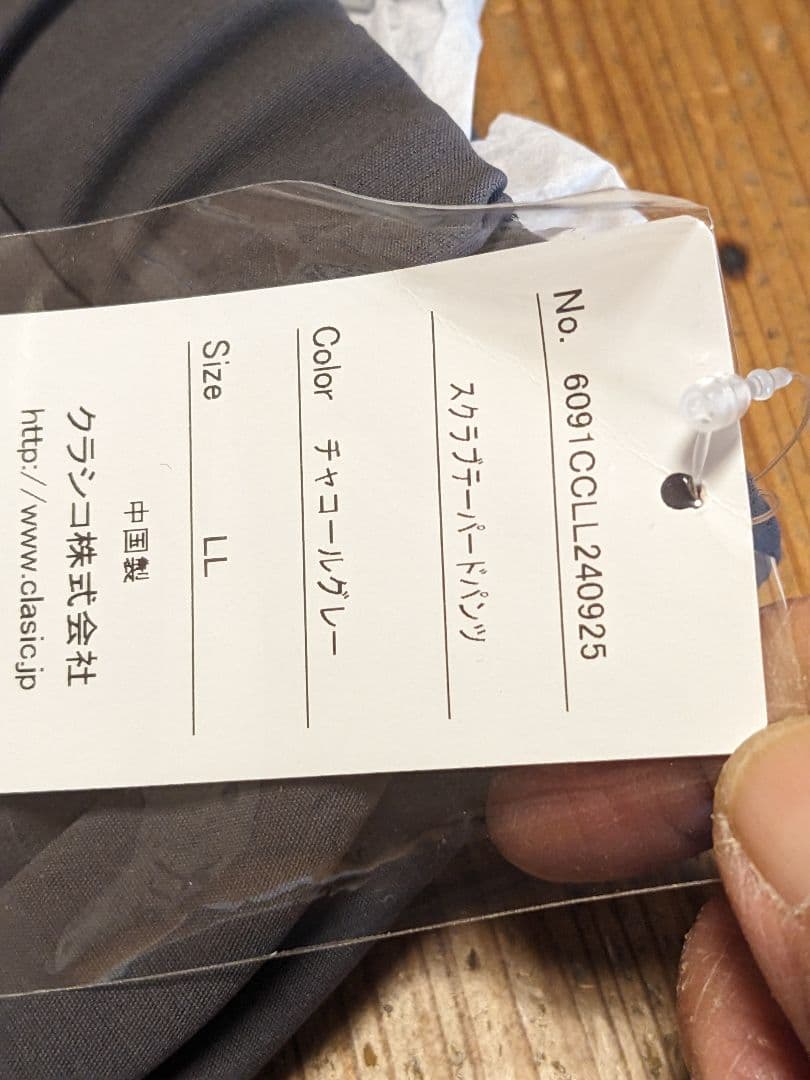 No. 6091CCLL240925
スクラブテーパードパンツ
Color チャコールグレー
Size LL
中国製
クラシコ株式会社
http://www.clasic.jp